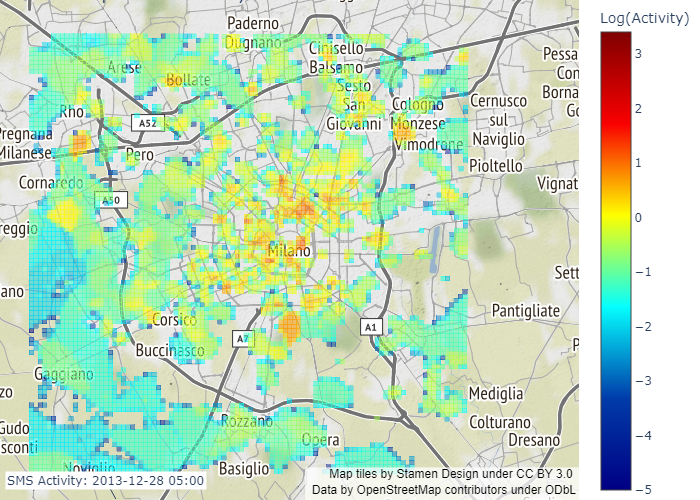 Log(Activity)
Paderno
Dugnano
Cinisello
Balsamo
Pessa
Con
Arese
Bollate
Sesto
San
Giovanni
Cologno
Monzese
Cernusco
sul
Naviglio
Borna
Go
Rho
A52
Pregnana
Milanese
Pero
Vimodrone
Pioltello
Cornaredo
A50
Vignat
reggio
Milano
Sett
ano
Corsico
A7
A1
Pantigliate
Buccinasco
P
Gaggiano
zo
Mediglia
Rozzano
Colturano
Gudo
sconti
Opera
Dresano
Noviglio
Basiglio
3
2
1
0
−1
−2
−3
−4
−5
SMS Activity: 2013-12-28 05:00
Map tiles by Stamen Design under CC BY 3.0
Data by OpenStreetMap contributors under ODbL